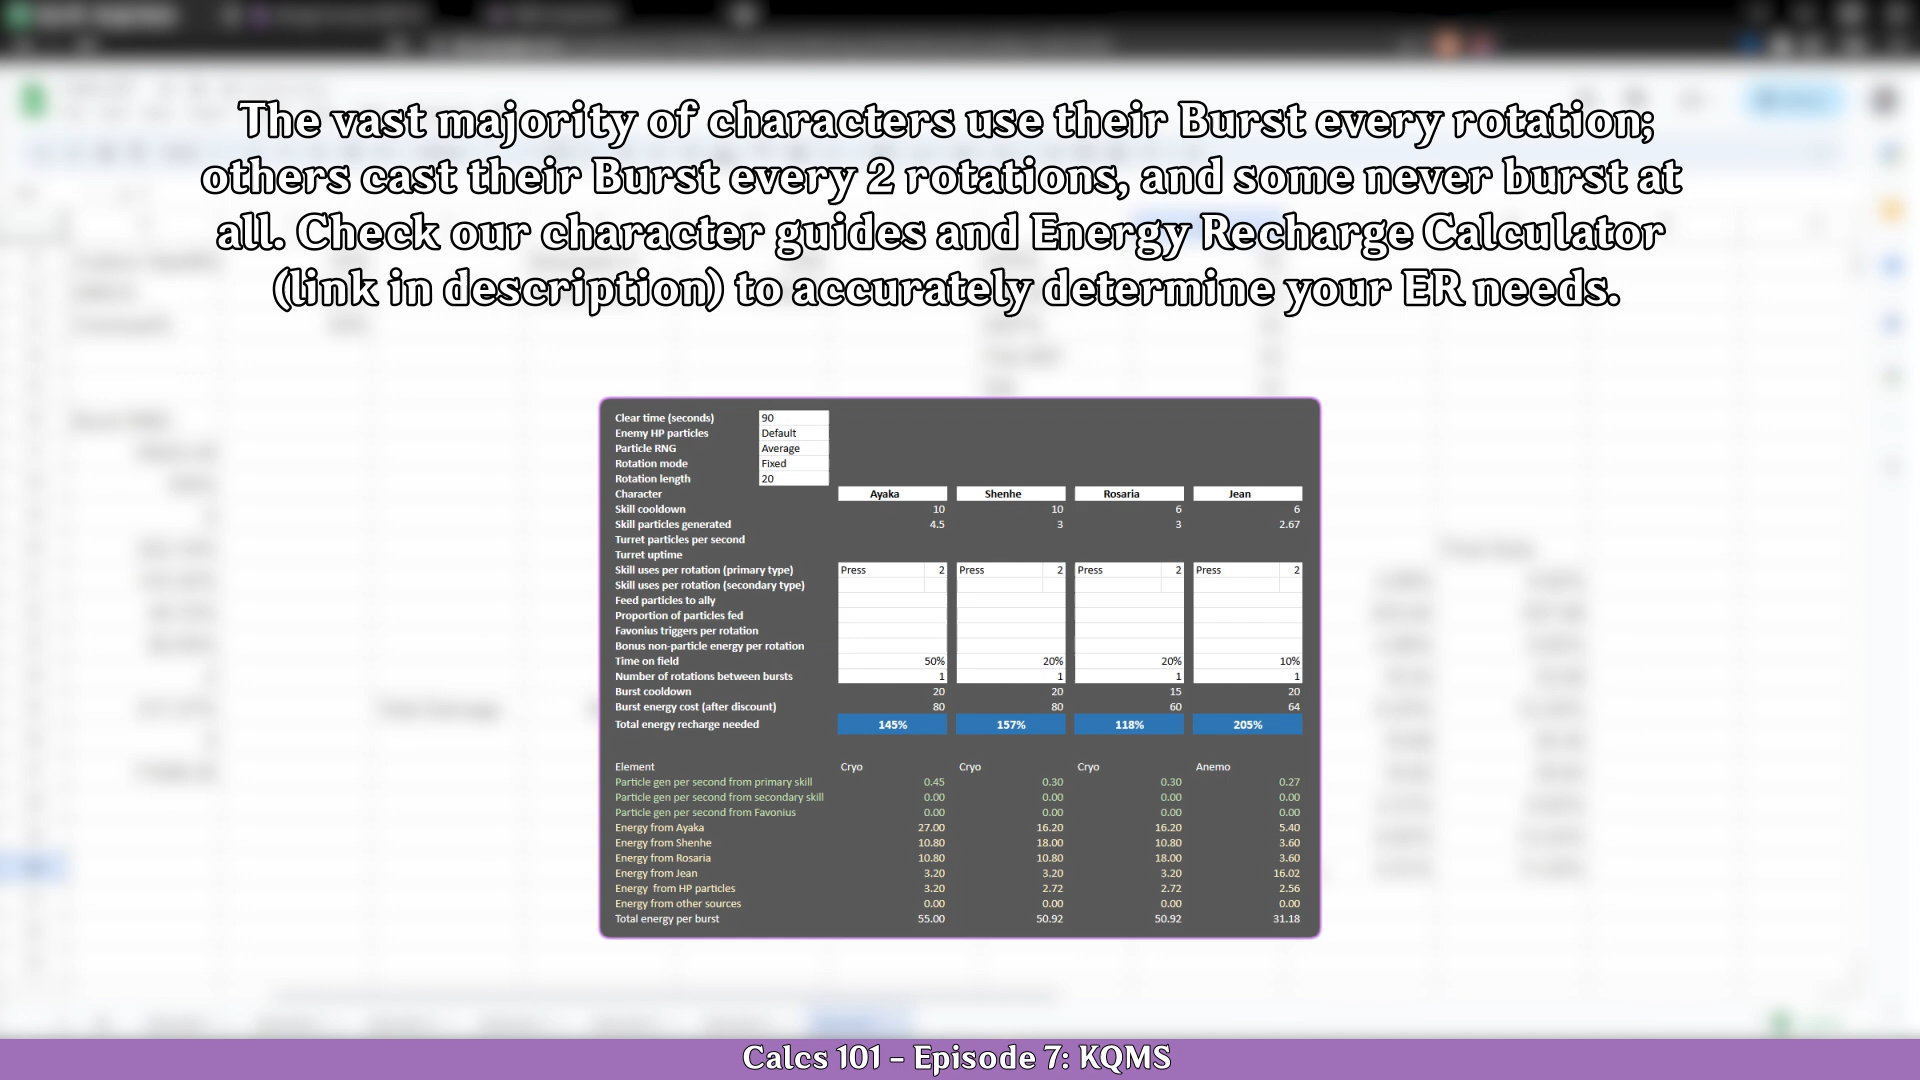 The vast majority of characters use their Burst every rotation;
others cast their Burst every 2 rotations, and some never burst at
all. Check our character guides and Energy Recharge Calculator
(link in description) to accurately determine your ER needs.
Clear time (seconds) 90
Enemy HP particles Default
Particle RNG Average
Rotation mode Fixed
Rotation length 20
Character Ayaka Shenhe Rosaria Jean
Skill cooldown 10 10 6 6
Skill particles generated 4.5 3 3 2.67
Turret particles per second
Turret uptime
Skill uses per rotation (primary type) Press 2 Press 2 Press 2 Press 2
Skill uses per rotation (secondary type)
Feed particles to ally
Proportion of particles fed
Favonius triggers per rotation
Bonus non-particle energy per rotation
Time on field 50% 20% 20% 10%
Number of rotations between bursts 1 1 1 1
Burst cooldown 20 20 15 20
Burst energy cost (after discount) 80 80 60 64
Total energy recharge needed 145% 157% 118% 205%
Element Cryo Cryo Cryo Anemo
Particle gen per second from primary skill 0.45 0.30 0.30 0.27
Particle gen per second from secondary skill 0.00 0.00 0.00 0.00
Particle gen per second from Favonius 0.00 0.00 0.00 0.00
Energy from Ayaka 27.00 16.20 16.20 5.40
Energy from Shenhe 10.80 18.00 10.80 3.60
Energy from Rosaria 10.80 10.80 18.00 3.60
Energy from Jean 3.20 3.20 3.20 16.02
Energy from HP particles 3.20 2.72 2.72 2.56
Energy from other sources 0.00 0.00 0.00 0.00
Total energy per burst 55.00 50.92 50.92 31.18
Calcs 101 - Episode 7: KQMS